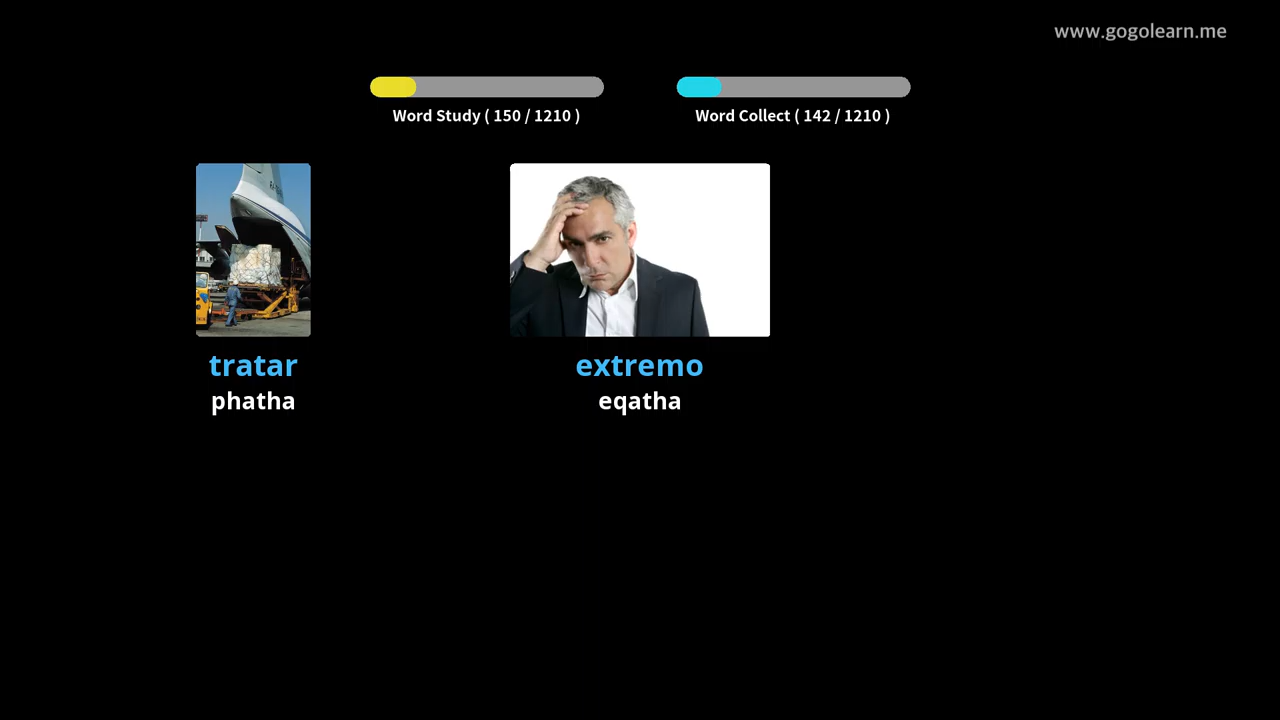 www.gogolearn.me
Word Study ( 150 / 1210 )
Word Collect ( 142 / 1210 )
tratar
phatha
extremo
eqatha